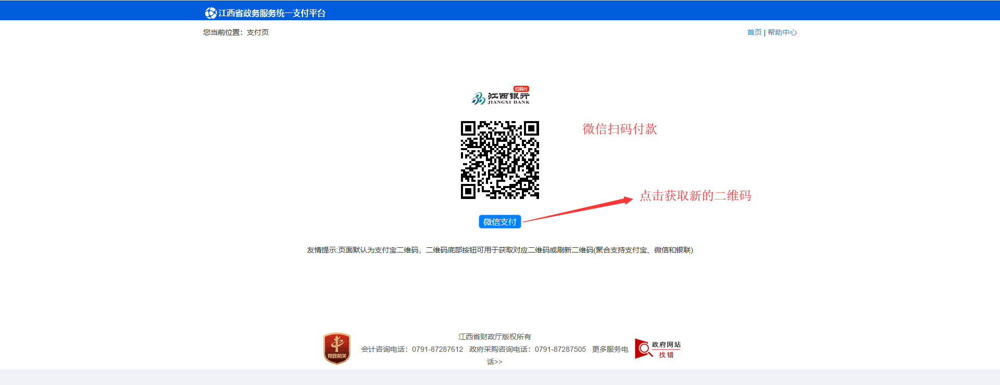 江西省政务服务统一支付平台
您当前位置：支付页
首页 | 帮助中心
扫码付
江西银行
JIANGXI BANK
微信扫码付款
点击获取新的二维码
微信支付
友情提示:页面默认为支付宝二维码，二维码底部按钮可用于获取对应二维码或刷新二维码(聚合支持支付宝、微信和银联)
党政机关
江西省财政厅版权所有
会计咨询电话：0791-87287612 政府采购咨询电话：0791-87287505 更多服务电
话>>
政府网站
找错